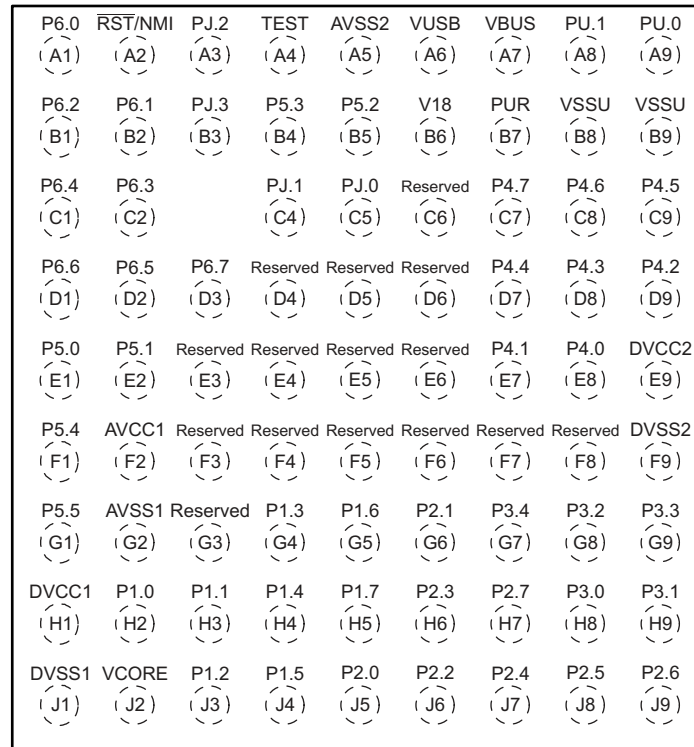 P6.0 RST/NMI PJ.2 TEST AVSS2 VUSB VBUS PU.1 PU.0
A1 A2 A3 A4 A5 A6 A7 A8 A9
P6.2 P6.1 PJ.3 P5.3 P5.2 V18 PUR VSSU VSSU
B1 B2 B3 B4 B5 B6 B7 B8 B9
P6.4 P6.3 PJ.1 PJ.0 Reserved P4.7 P4.6 P4.5
C1 C2 C4 C5 C6 C7 C8 C9
P6.6 P6.5 P6.7 Reserved Reserved Reserved P4.4 P4.3 P4.2
D1 D2 D3 D4 D5 D6 D7 D8 D9
P5.0 P5.1 Reserved Reserved Reserved Reserved P4.1 P4.0 DVCC2
E1 E2 E3 E4 E5 E6 E7 E8 E9
P5.4 AVCC1 Reserved Reserved Reserved Reserved Reserved Reserved DVSS2
F1 F2 F3 F4 F5 F6 F7 F8 F9
P5.5 AVSS1 Reserved P1.3 P1.6 P2.1 P3.4 P3.2 P3.3
G1 G2 G3 G4 G5 G6 G7 G8 G9
DVCC1 P1.0 P1.1 P1.4 P1.7 P2.3 P2.7 P3.0 P3.1
H1 H2 H3 H4 H5 H6 H7 H8 H9
DVSS1 VCORE P1.2 P1.5 P2.0 P2.2 P2.4 P2.5 P2.6
J1 J2 J3 J4 J5 J6 J7 J8 J9